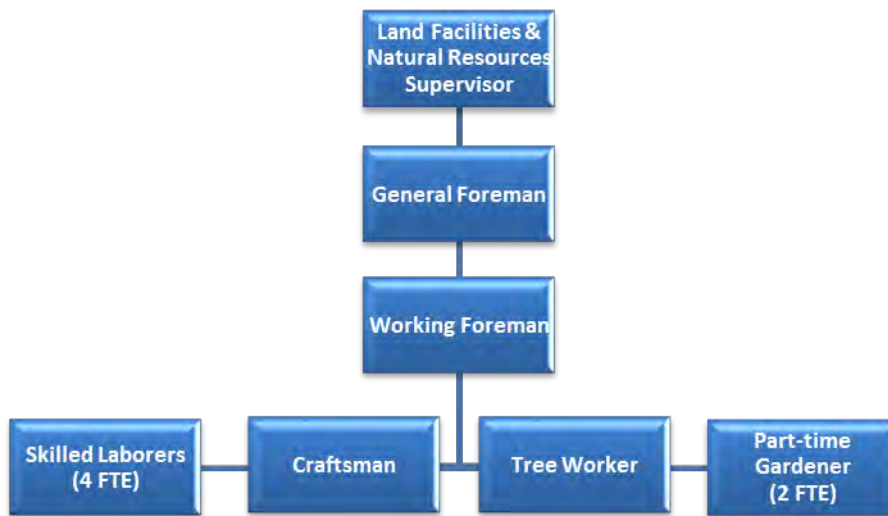 Land Facilities &
Natural Resources
Supervisor
General Foreman
Working Foreman
Skilled Laborers
(4 FTE)
Craftsman
Tree Worker
Part-time
Gardener
(2 FTE)